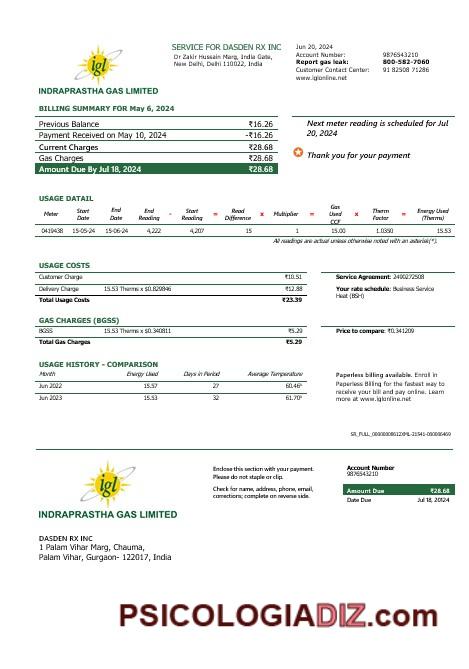 igl
INDRAPRASTHA GAS LIMITED
SERVICE FOR DASDEN RX INC
Dr Zakir Hussain Marg, India Gate,
New Delhi, Delhi 110022, India
Jun 20, 2024
Account Number: 9876543210
Report gas leak: 800-582-7060
Customer Contact Center: 91 82508 71286
www.iglonline.net
BILLING SUMMARY FOR May 6, 2024
Previous Balance ₹16.26
Payment Received on May 10, 2024 -₹16.26
Current Charges ₹28.68
Gas Charges ₹28.68
Amount Due By Jul 18, 2024 ₹28.68
Next meter reading is scheduled for Jul
20, 2024
Thank you for your payment
USAGE DATAIL
Meter Start Date End Date End Reading - Start Reading = Read Difference x Multiplier = Gas Used CCF x Therm Factor = Energy Used (Therms)
0419438 15-05-24 15-06-24 4,222 4,207 15 1 15.00 1.0350 15.53
All readings are actual unless otherwise noted with an asterisk(*).
USAGE COSTS
Customer Charge ₹10.51
Delivery Charge 15.53 Therms x $0.829846 ₹12.88
Total Usage Costs ₹23.39
Service Agreement: 2490272508
Your rate schedule: Business Service
Heat (BSH)
GAS CHARGES (BGSS)
BGSS 15.53 Therms x $0.340811 ₹5.29
Total Gas Charges ₹5.29
Price to compare: ₹0.341209
USAGE HISTORY - COMPARISON
Month Energy Used Days in Period Average Temperature
Jun 2022 15.57 27 60.46°
Jun 2023 15.53 32 61.70°
Paperless billing available. Enroll in
Paperless Billing for the fastest way to
receive your bill and pay online. Learn
more at www.iglonline.net
igl
INDRAPRASTHA GAS LIMITED
Enclose this section with your payment.
Please do not staple or clip.
Check for name, address, phone, email,
corrections; complete on reverse side.
Account Number
9876543210
Amount Due ₹28.68
Date Due Jul 18, 20124
DASDEN RX INC
1 Palam Vihar Marg, Chauma,
Palam Vihar, Gurgaon- 122017, India
PSICOLOGIADIZ.com